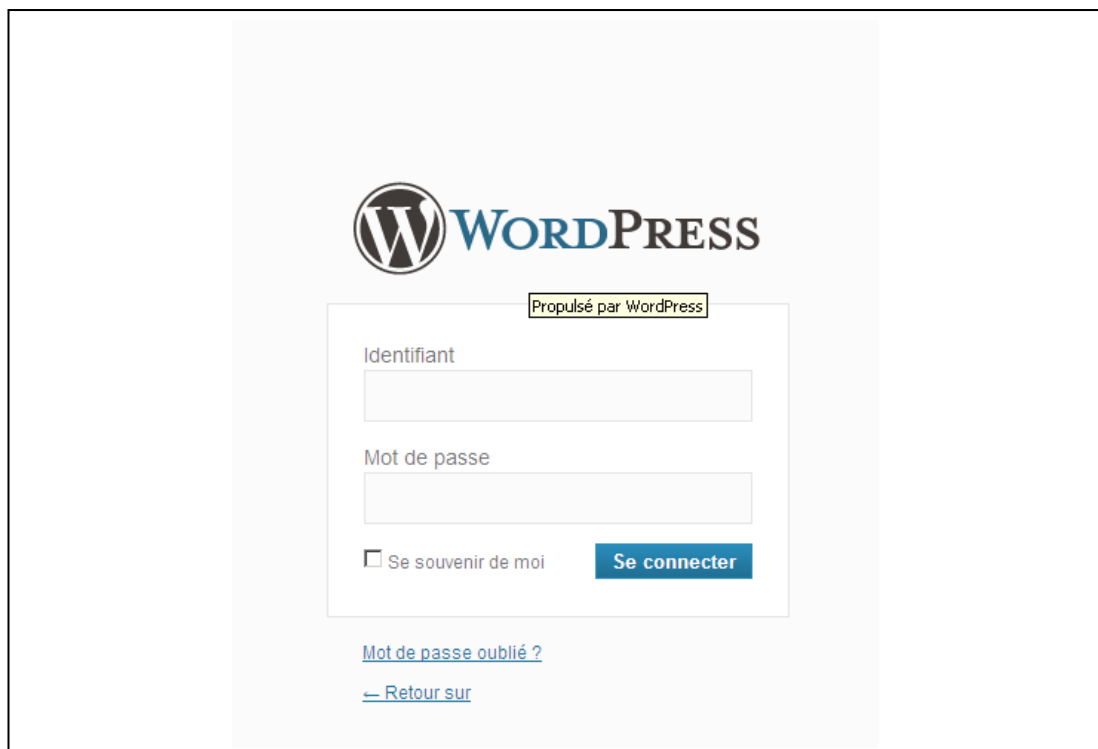 WORDPRESS
Propulsé par WordPress
Identifiant
Mot de passe
Se souvenir de moi
Se connecter
Mot de passe oublié ?
← Retour sur